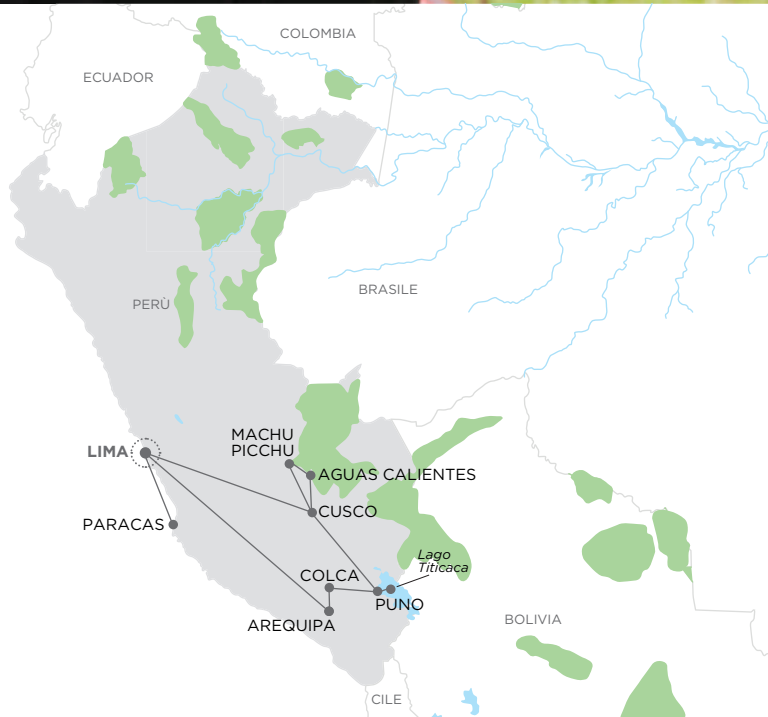 COLOMBIA
ECUADOR
BRASILE
PERÙ
MACHU
PICCHU
LIMA
AGUAS CALIENTES
CUSCO
PARACAS
Lago
Titicaca
COLCA
PUNO
AREQUIPA
BOLIVIA
CILE